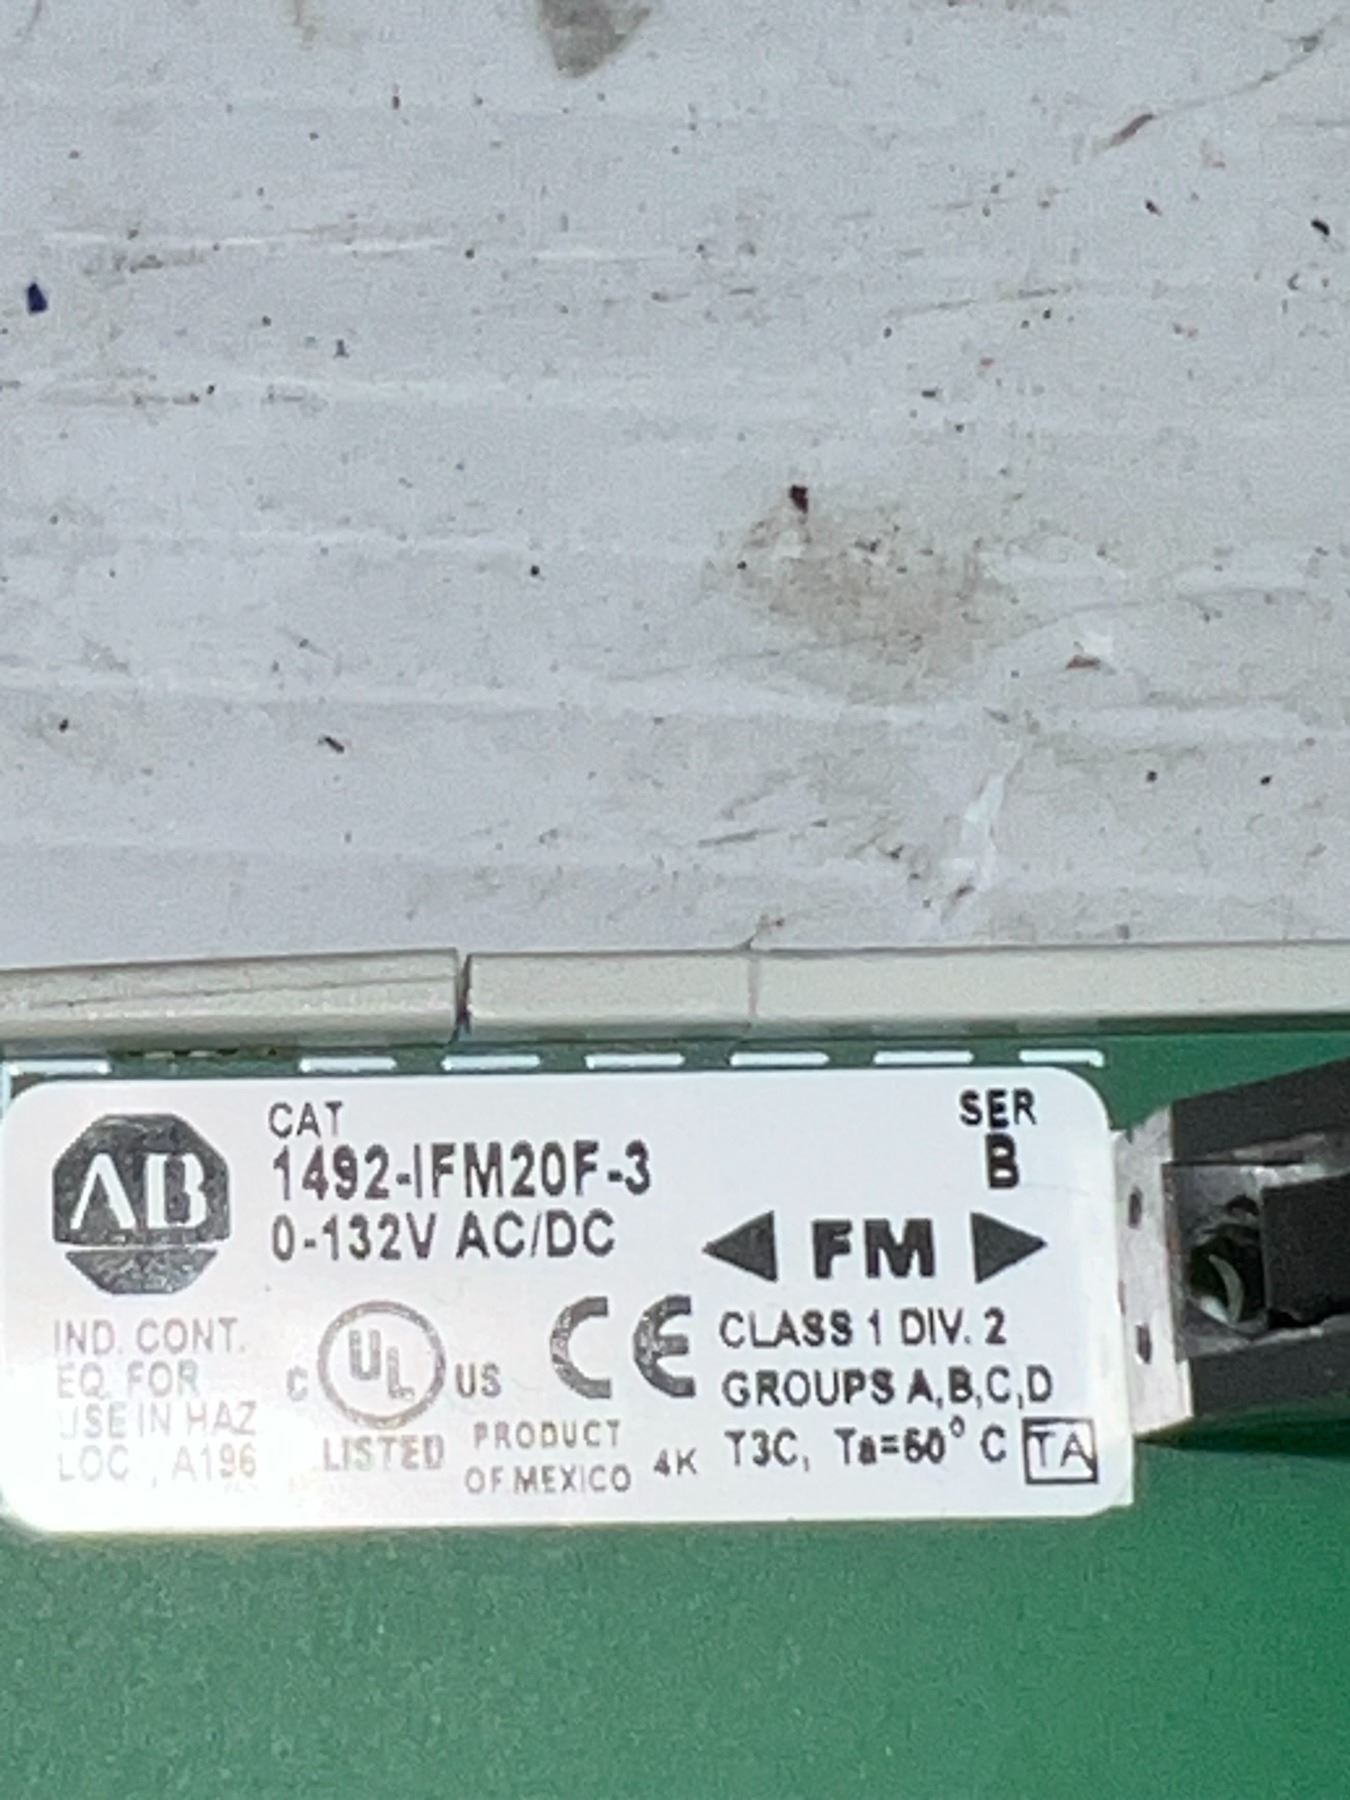 AB
CAT
1492-IFM20F-3
0-132V AC/DC
SER
B
FM
IND. CONT.
EQ. FOR
USE IN HAZ
LOC., A196
C UL US
LISTED
CE
PRODUCT
OF MEXICO
4K
CLASS 1 DIV. 2
GROUPS A,B,C,D
T3C, Ta=60° C TA